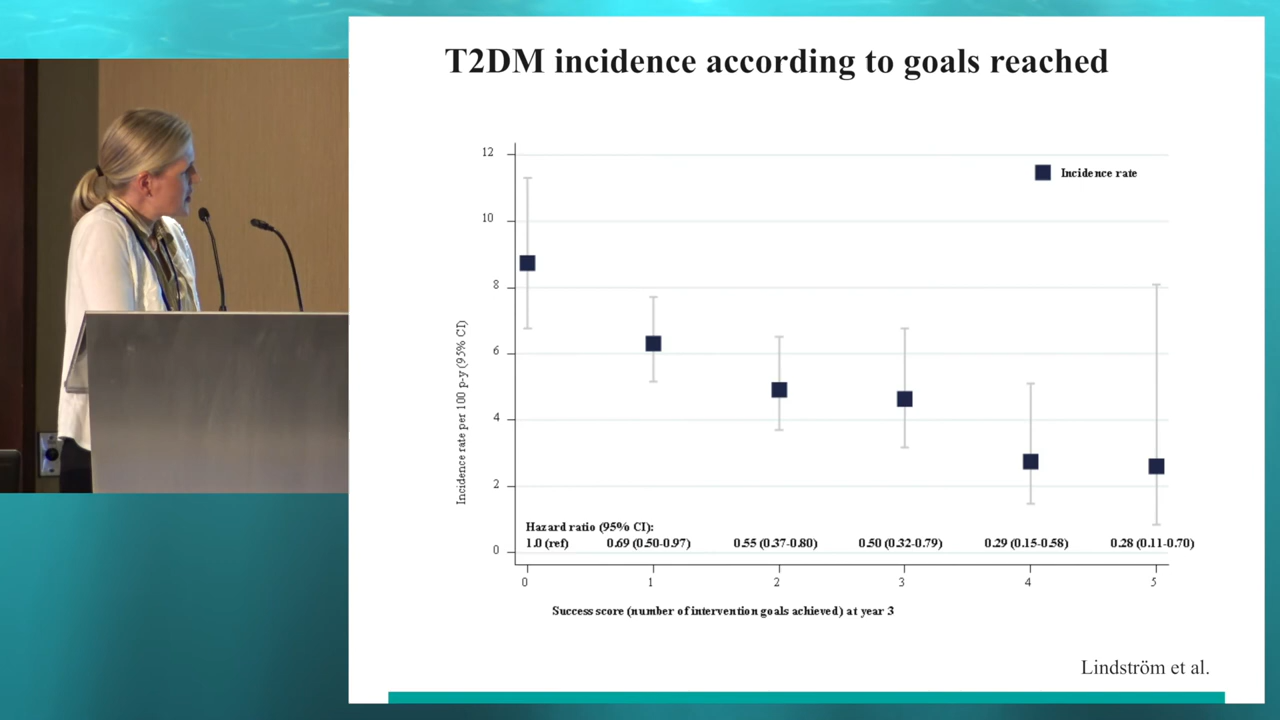 T2DM incidence according to goals reached
12
10
8
6
4
2
0
Incidence rate per 100 p-y (95% CI)
Incidence rate
Hazard ratio (95% CI):
1.0 (ref) 0.69 (0.50-0.97) 0.55 (0.37-0.80) 0.50 (0.32-0.79) 0.29 (0.15-0.58) 0.28 (0.11-0.70)
0 1 2 3 4 5
Success score (number of intervention goals achieved) at year 3
Lindström et al.